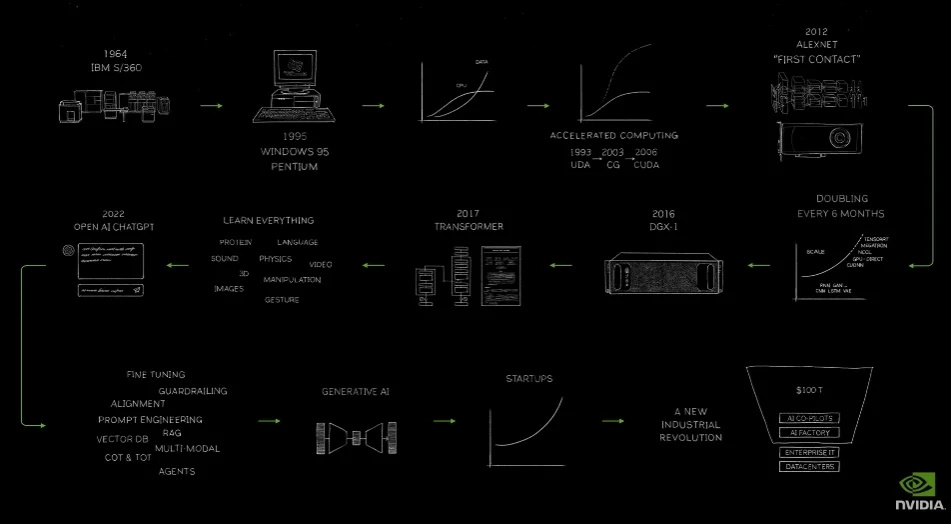 1964
IBM S/360
1995
WINDOWS 95
PENTIUM
DATA
CPU
ACCELERATED COMPUTING
1993 → 2003 → 2006
UDA CG CUDA
2012
ALEXNET
"FIRST CONTACT"
DOUBLING
EVERY 6 MONTHS
SCALE
TENSORRT
MEGATRON
NCCL
GPU-DIRECT
CUDNN
RNN GAN...
CNN LSTM VAE
2016
DGX-1
2017
TRANSFORMER
LEARN EVERYTHING
PROTEIN LANGUAGE
SOUND PHYSICS VIDEO
3D MANIPULATION
IMAGES
GESTURE
2022
OPEN AI CHATGPT
FINE TUNING
GUARDRAILING
ALIGNMENT
PROMPT ENGINEERING
VECTOR DB RAG
MULTI-MODAL
COT & TOT
AGENTS
GENERATIVE AI
STARTUPS
A NEW
INDUSTRIAL
REVOLUTION
$100 T
AI CO-PILOTS
AI FACTORY
ENTERPRISE IT
DATACENTERS
NVIDIA